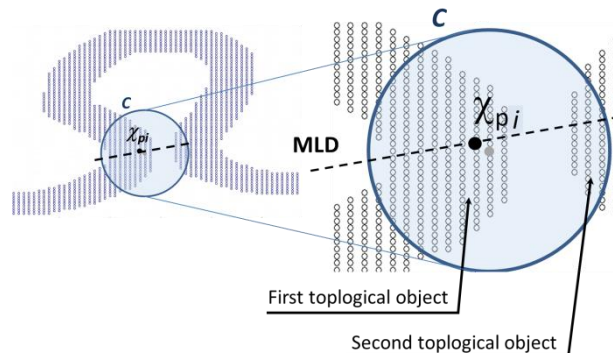 C
C
χpi
χpi
MLD
First toplogical object
Second toplogical object